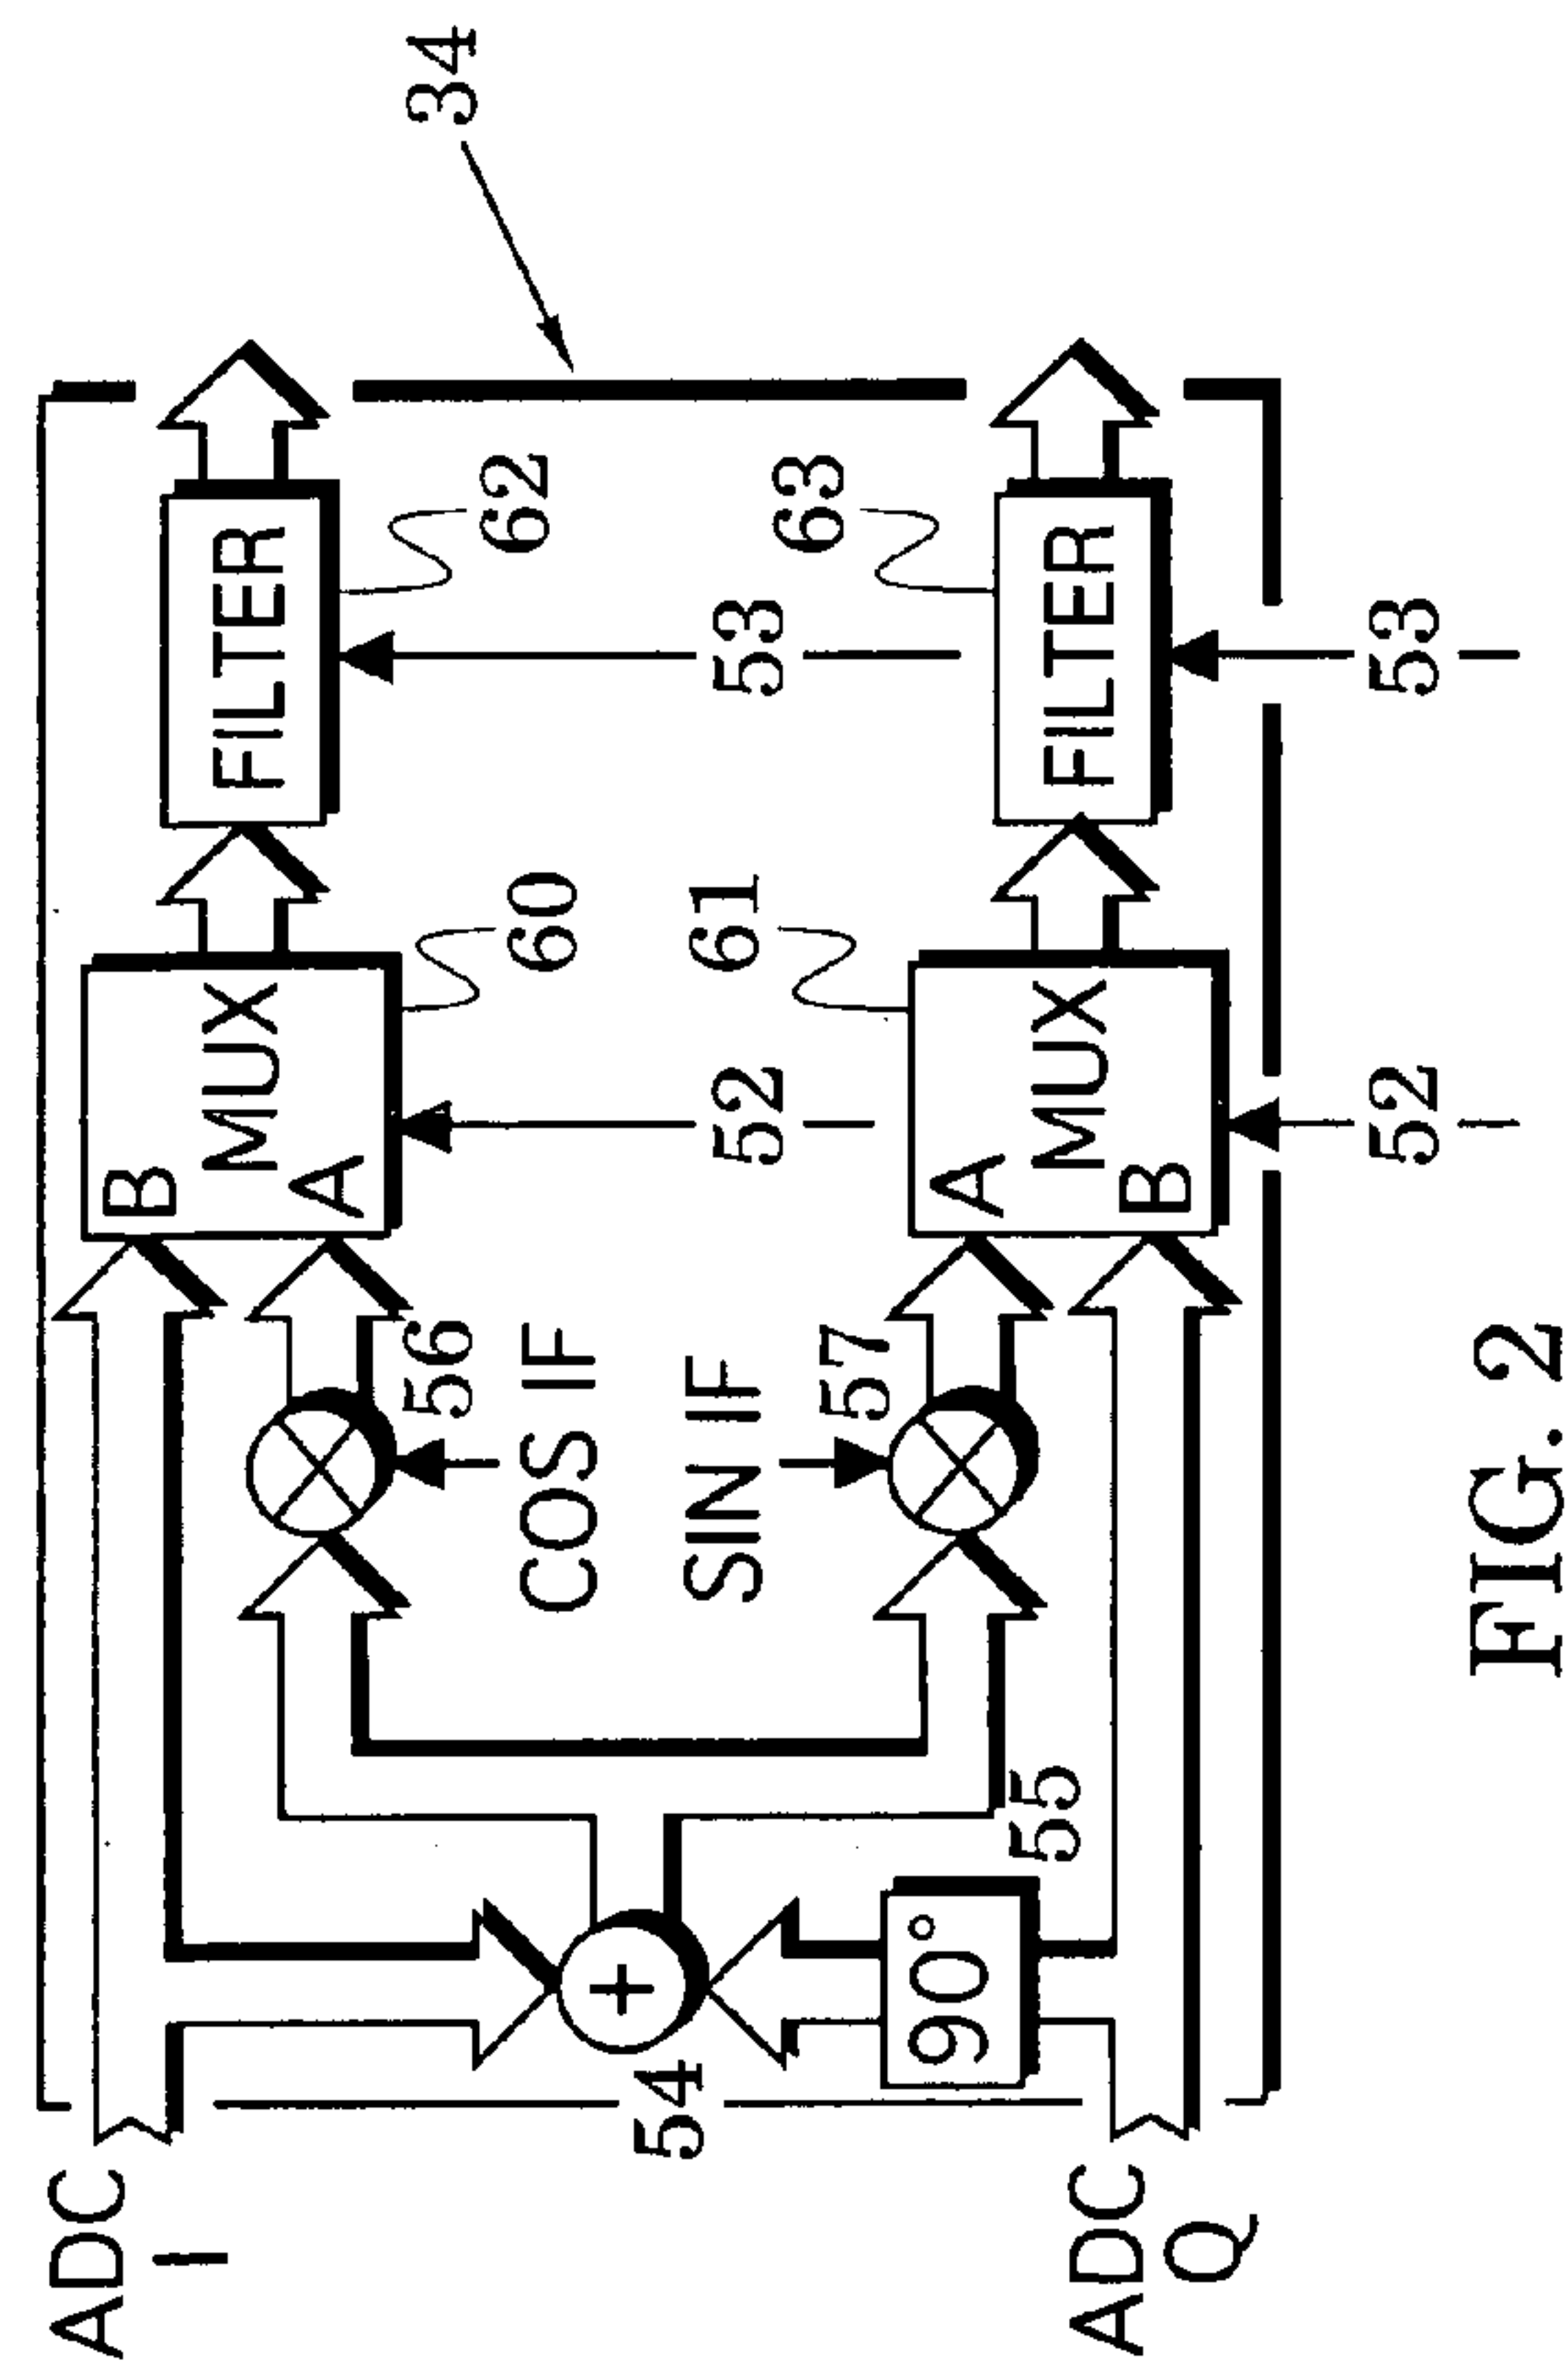 34
ADC
I
B
MUX
A
60
FILTER
62
54
56
COS IF
52
53
SIN IF
57
61
63
90°
55
A
MUX
B
FILTER
ADC
Q
52
53
FIG. 2